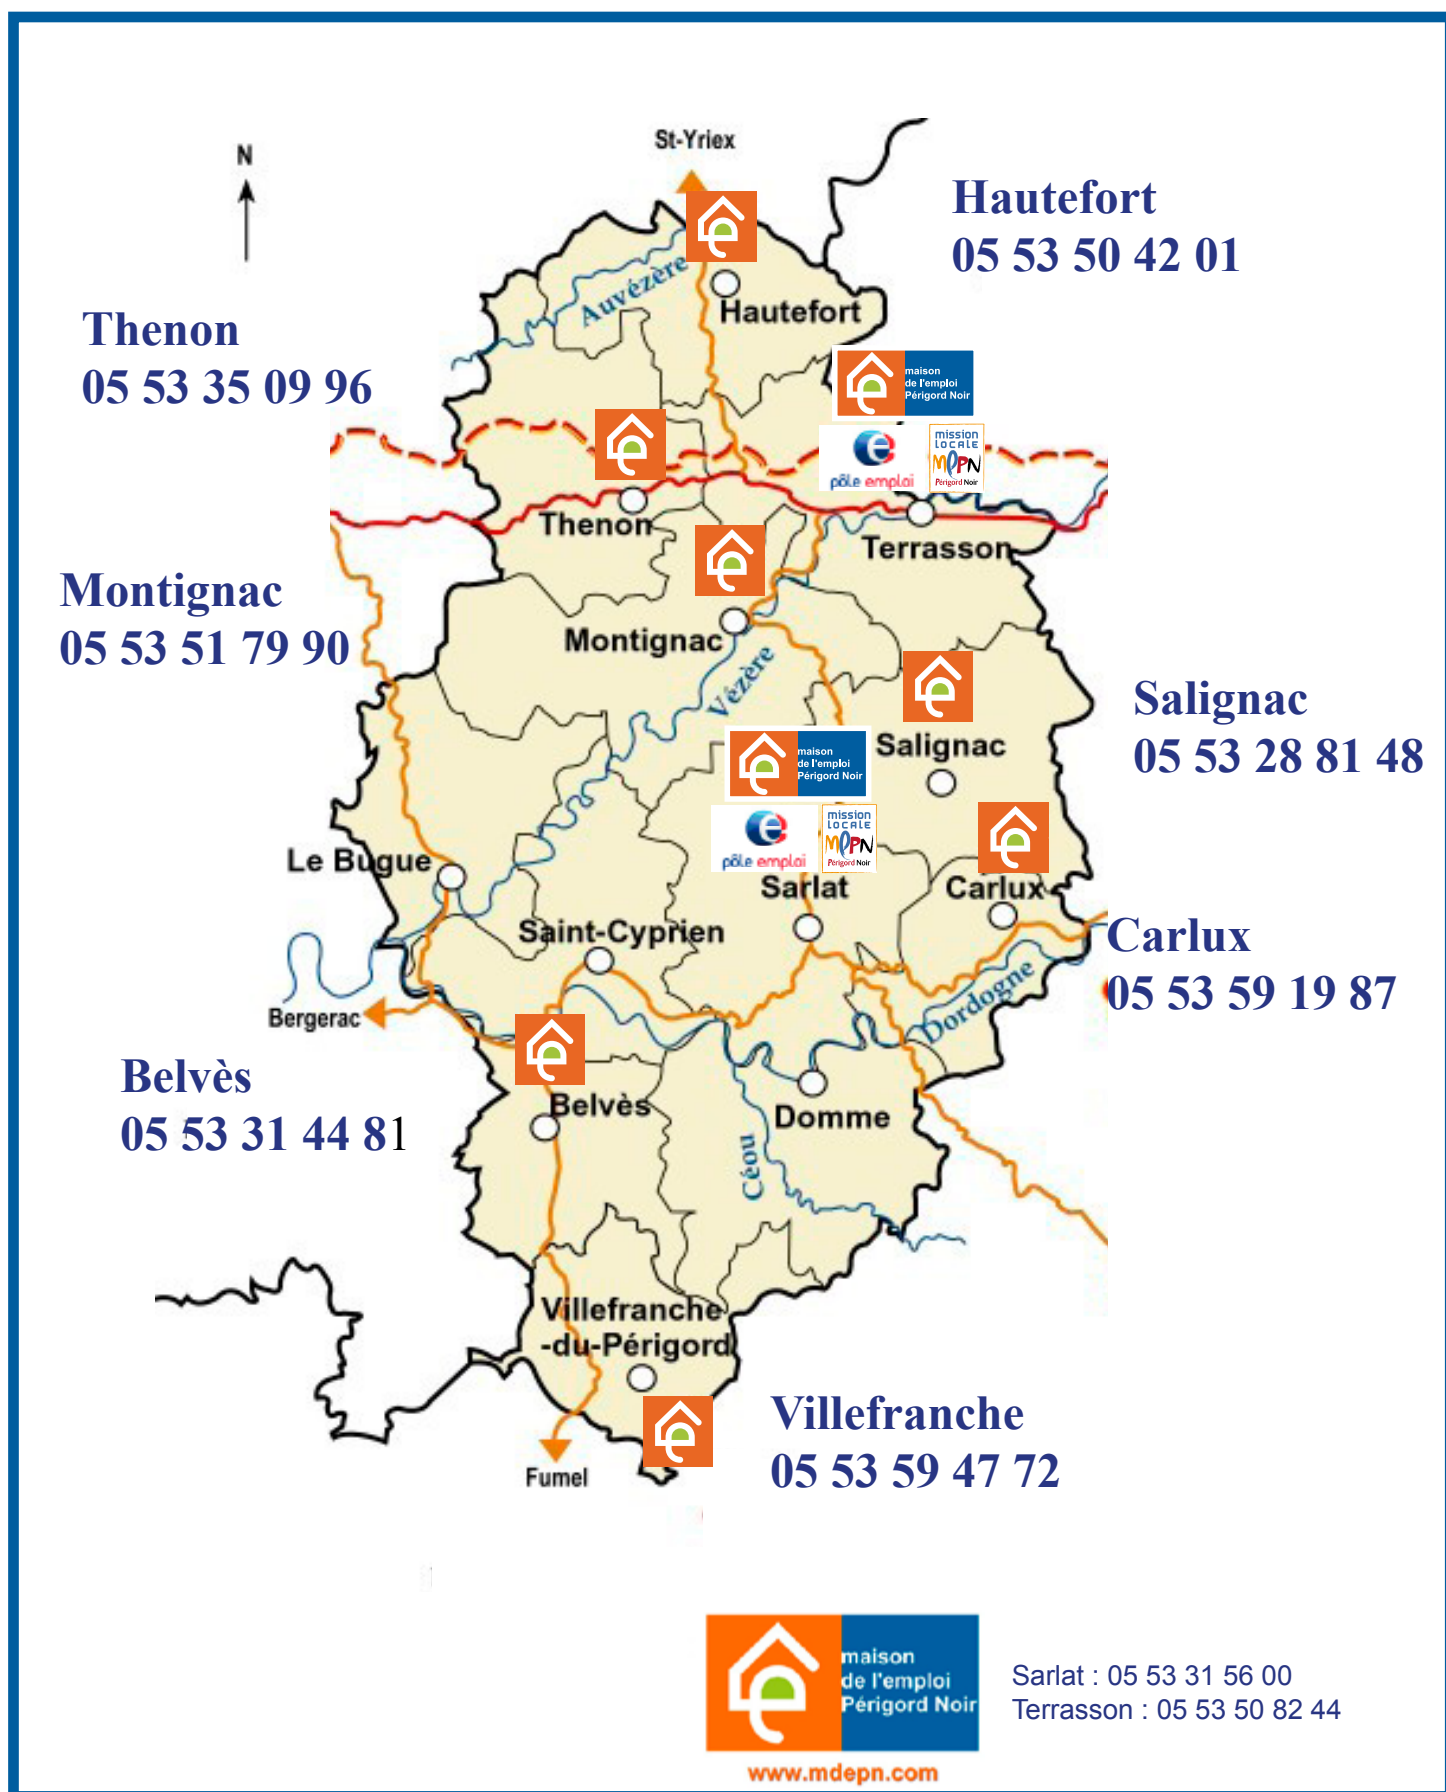 St-Yriex
N
Hautefort
05 53 50 42 01
Auvézère
Hautefort
Thenon
05 53 35 09 96
maison
de l'emploi
Périgord Noir
pôle emploi
mission
LOCALE
MEPN
Périgord Noir
Thenon
Terrasson
Montignac
05 53 51 79 90
Montignac
Vézère
Salignac
05 53 28 81 48
Salignac
maison
de l'emploi
Périgord Noir
pôle emploi
mission
LOCALE
MEPN
Périgord Noir
Le Bugue
Sarlat
Carlux
Saint-Cyprien
Carlux
05 53 59 19 87
Dordogne
Bergerac
Belvès
05 53 31 44 81
Belvès
Domme
Céou
Villefranche
-du-Périgord
Villefranche
05 53 59 47 72
Fumel
maison
de l'emploi
Périgord Noir
www.mdepn.com
Sarlat : 05 53 31 56 00
Terrasson : 05 53 50 82 44